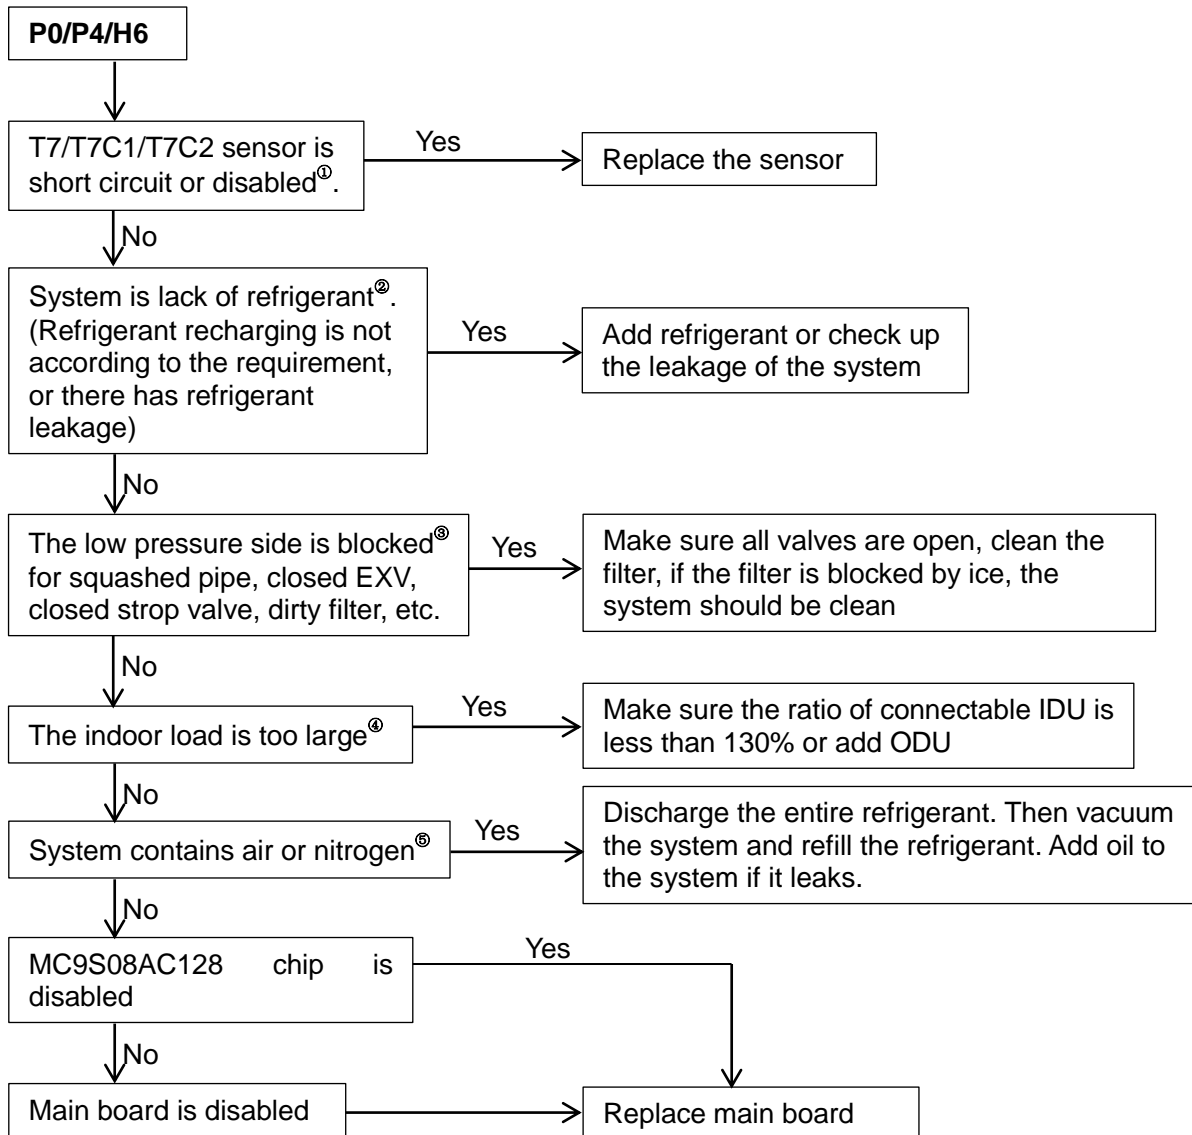 P0/P4/H6
T7/T7C1/T7C2 sensor is
short circuit or disabled①.
Yes
Replace the sensor
No
System is lack of refrigerant②.
(Refrigerant recharging is not
according to the requirement,
or there has refrigerant
leakage)
Yes
Add refrigerant or check up
the leakage of the system
No
The low pressure side is blocked③
for squashed pipe, closed EXV,
closed strop valve, dirty filter, etc.
Yes
Make sure all valves are open, clean the
filter, if the filter is blocked by ice, the
system should be clean
No
The indoor load is too large④
Yes
Make sure the ratio of connectable IDU is
less than 130% or add ODU
No
System contains air or nitrogen⑤
Yes
Discharge the entire refrigerant. Then vacuum
the system and refill the refrigerant. Add oil to
the system if it leaks.
No
MC9S08AC128 chip is
disabled
Yes
No
Main board is disabled
Replace main board